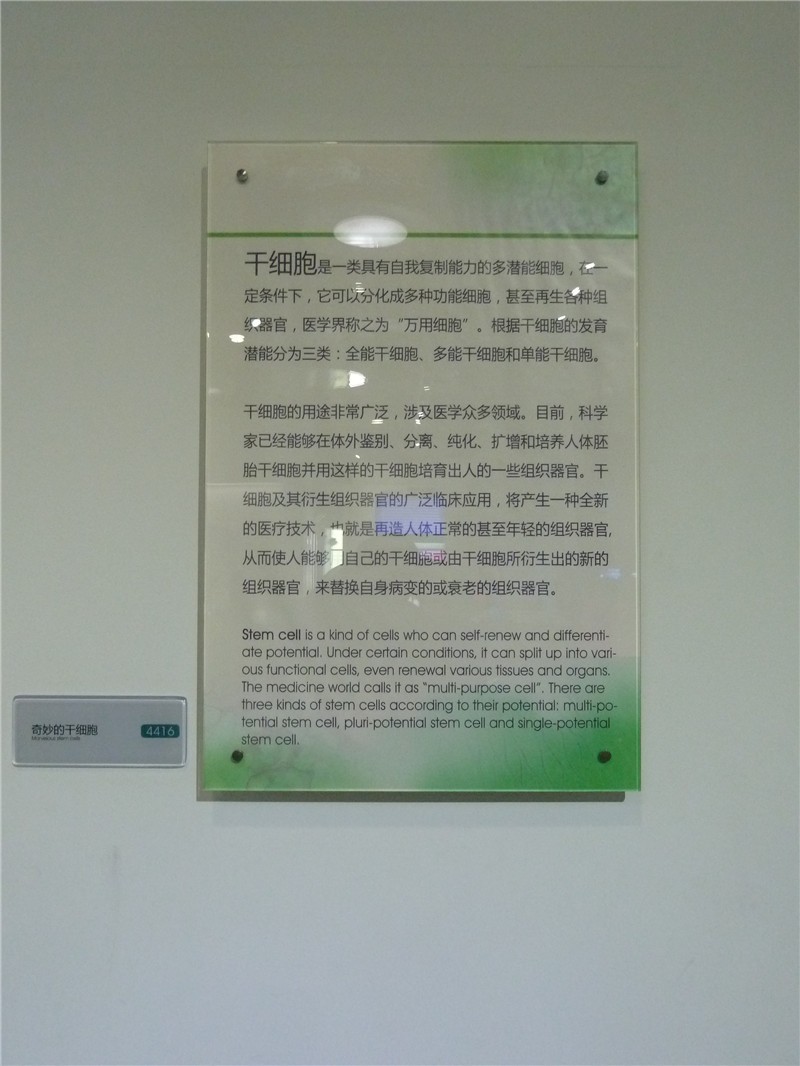 干细胞是一类具有自我复制能力的多潜能细胞，在一
定条件下，它可以分化成多种功能细胞，甚至再生各种组
织器官，医学界称之为“万用细胞”。根据干细胞的发育
潜能分为三类：全能干细胞、多能干细胞和单能干细胞。
干细胞的用途非常广泛，涉及医学众多领域。目前，科学
家已经能够在体外鉴别、分离、纯化、扩增和培养人体胚
胎干细胞并用这样的干细胞培育出人的一些组织器官。干
细胞及其衍生组织器官的广泛临床应用，将产生一种全新
的医疗技术，也就是再造人体正常的甚至年轻的组织器官,
从而使人能够自己的干细胞或由干细胞所衍生出的新的
组织器官，来替换自身病变的或衰老的组织器官。
Stem cell is a kind of cells who can self-renew and differenti-
ate potential. Under certain conditions, it can split up into vari-
ous functional cells, even renewal various tissues and organs.
The medicine world calls it as “multi-purpose cell”. There are
three kinds of stem cells according to their potential: multi-po-
tential stem cell, pluri-potential stem cell and single-potential
stem cell.
奇妙的干细胞 4416